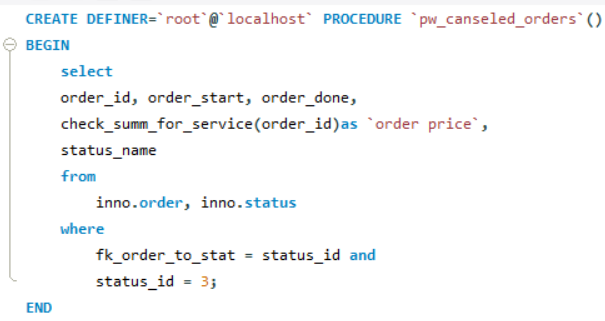 CREATE DEFINER=`root`@`localhost` PROCEDURE `pw_canseled_orders`()
BEGIN
select
order_id, order_start, order_done,
check_summ_for_service(order_id)as `order price`,
status_name
from
inno.order, inno.status
where
fk_order_to_stat = status_id and
status_id = 3;
END